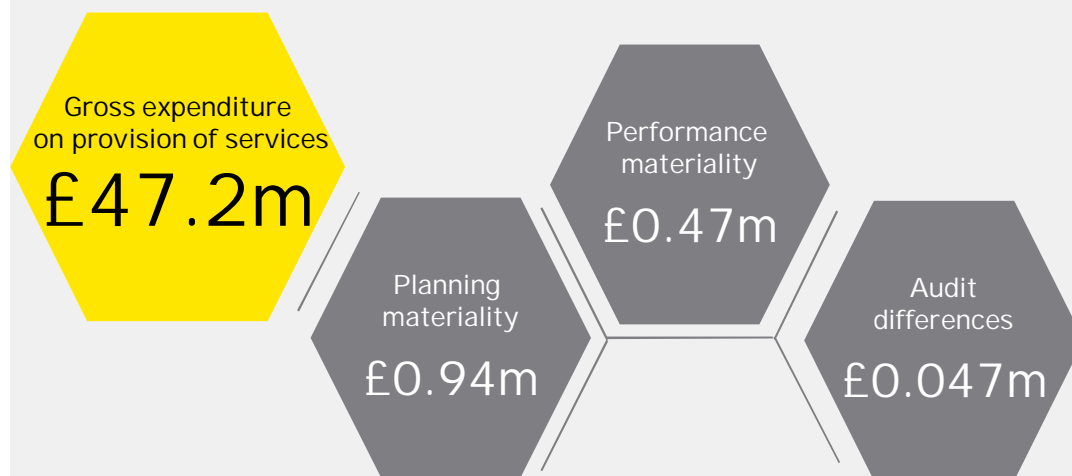 Gross expenditure
on provision of services
£47.2m
Planning
materiality
£0.94m
Performance
materiality
£0.47m
Audit
differences
£0.047m